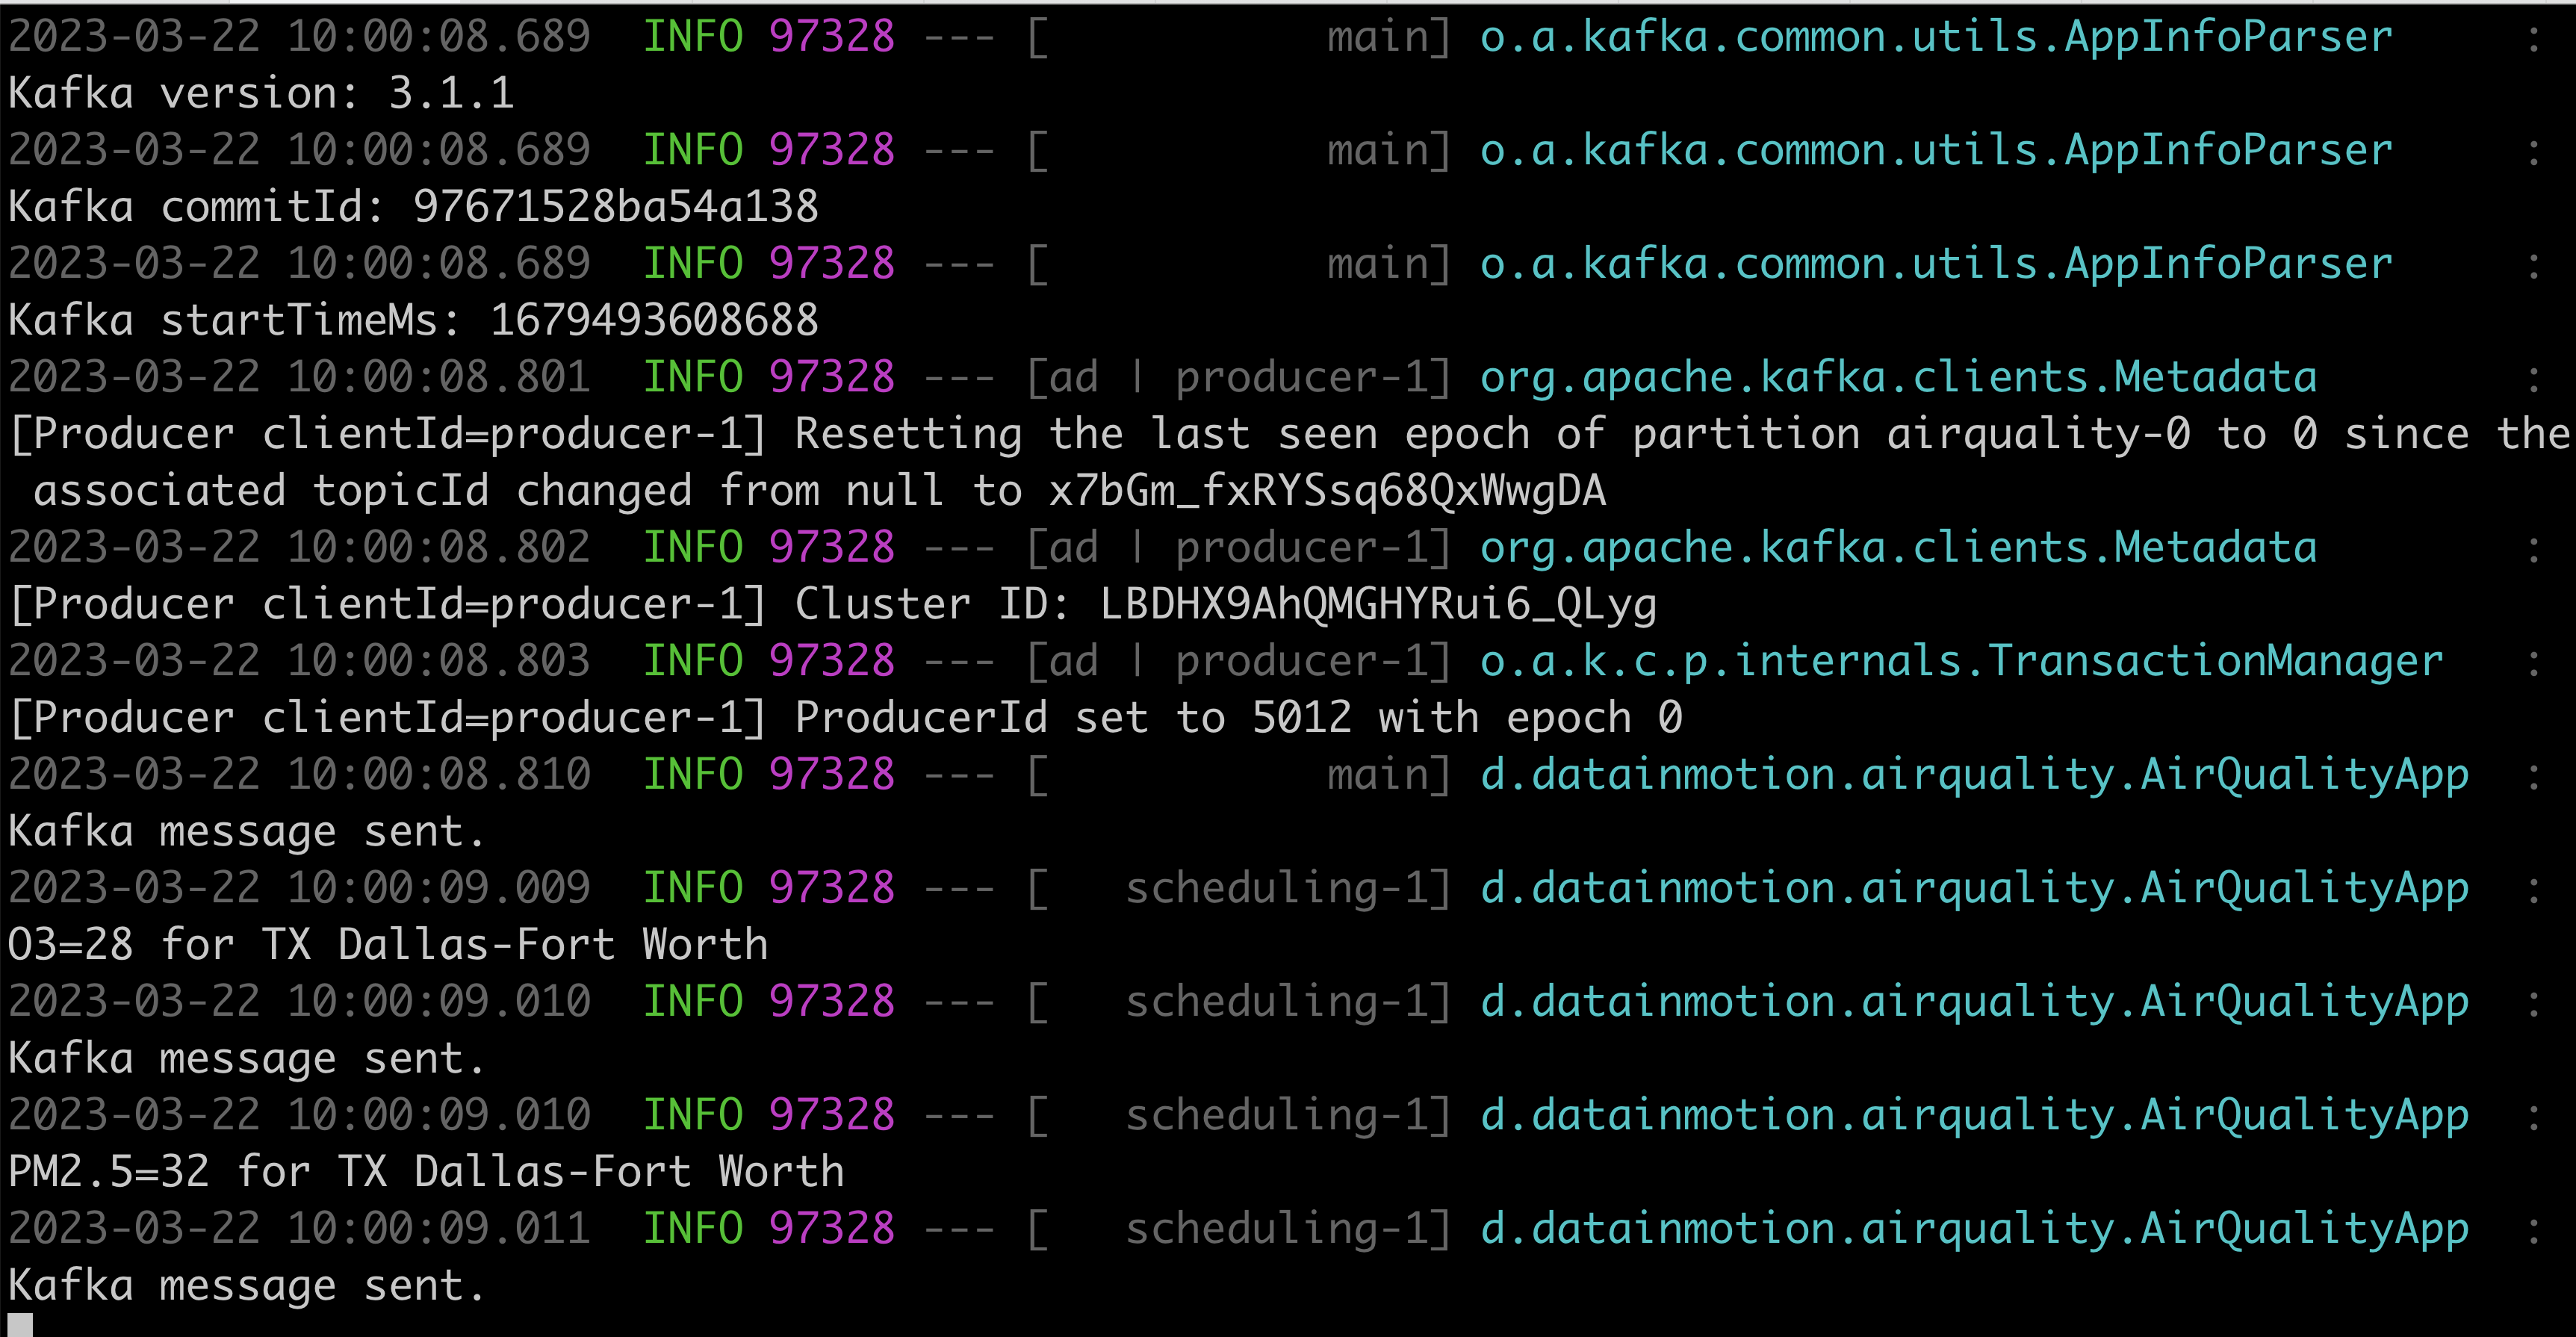 2023-03-22 10:00:08.689  INFO 97328 --- [           main] o.a.kafka.common.utils.AppInfoParser     :
Kafka version: 3.1.1
2023-03-22 10:00:08.689  INFO 97328 --- [           main] o.a.kafka.common.utils.AppInfoParser     :
Kafka commitId: 97671528ba54a138
2023-03-22 10:00:08.689  INFO 97328 --- [           main] o.a.kafka.common.utils.AppInfoParser     :
Kafka startTimeMs: 1679493608688
2023-03-22 10:00:08.801  INFO 97328 --- [ad | producer-1] org.apache.kafka.clients.Metadata        :
[Producer clientId=producer-1] Resetting the last seen epoch of partition airquality-0 to 0 since the
 associated topicId changed from null to x7bGm_fxRYSsq68QxWwgDA
2023-03-22 10:00:08.802  INFO 97328 --- [ad | producer-1] org.apache.kafka.clients.Metadata        :
[Producer clientId=producer-1] Cluster ID: LBDHX9AhQMGHYRui6_QLyg
2023-03-22 10:00:08.803  INFO 97328 --- [ad | producer-1] o.a.k.c.p.internals.TransactionManager   :
[Producer clientId=producer-1] ProducerId set to 5012 with epoch 0
2023-03-22 10:00:08.810  INFO 97328 --- [           main] d.datainmotion.airquality.AirQualityApp  :
Kafka message sent.
2023-03-22 10:00:09.009  INFO 97328 --- [   scheduling-1] d.datainmotion.airquality.AirQualityApp  :
O3=28 for TX Dallas-Fort Worth
2023-03-22 10:00:09.010  INFO 97328 --- [   scheduling-1] d.datainmotion.airquality.AirQualityApp  :
Kafka message sent.
2023-03-22 10:00:09.010  INFO 97328 --- [   scheduling-1] d.datainmotion.airquality.AirQualityApp  :
PM2.5=32 for TX Dallas-Fort Worth
2023-03-22 10:00:09.011  INFO 97328 --- [   scheduling-1] d.datainmotion.airquality.AirQualityApp  :
Kafka message sent.